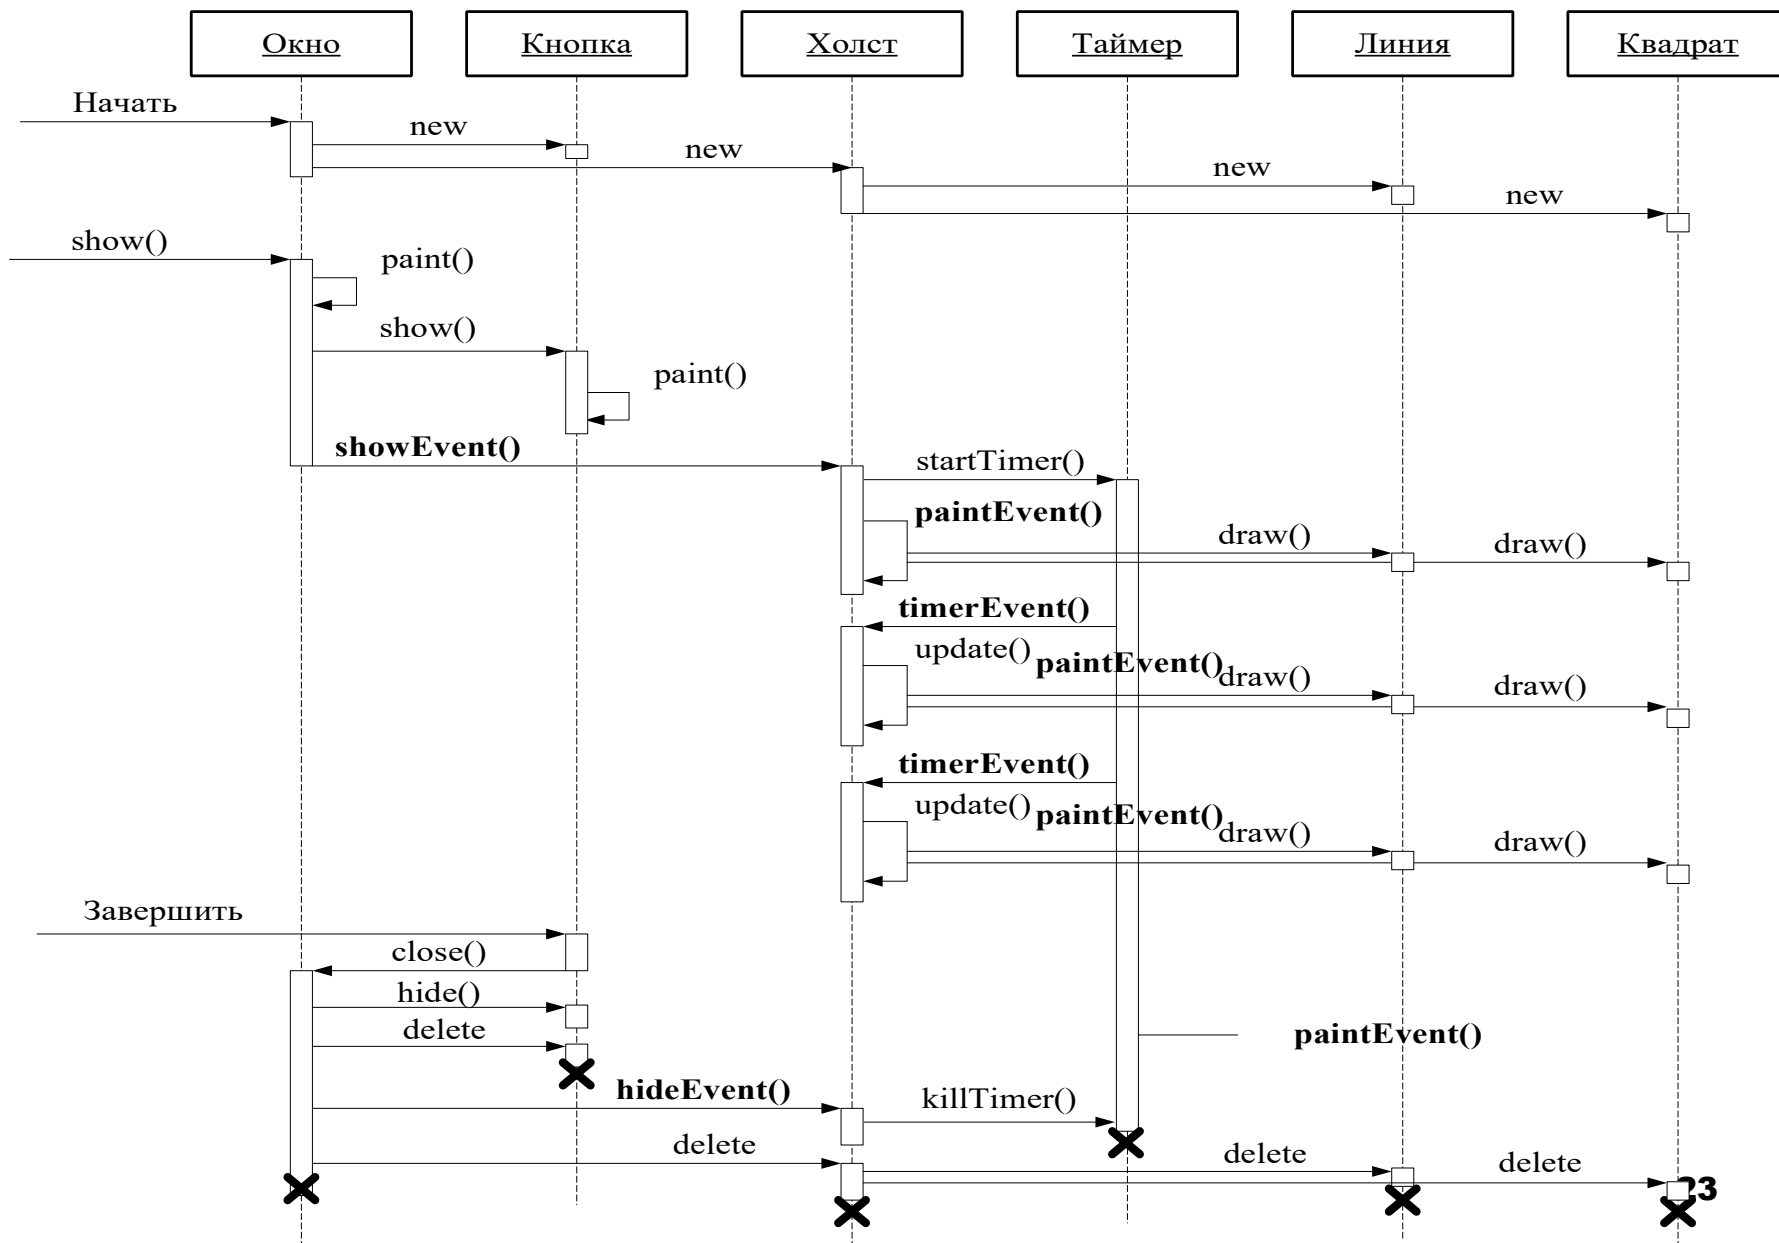 Окно Кнопка Холст Таймер Линия Квадрат
Начать
new
new
new
new
show()
paint()
show()
paint()
showEvent()
startTimer()
paintEvent()
draw() draw()
timerEvent()
update() paintEvent()
draw() draw()
timerEvent()
update() paintEvent()
draw() draw()
Завершить
close()
hide()
delete
paintEvent()
hideEvent()
killTimer()
delete
delete
delete
23